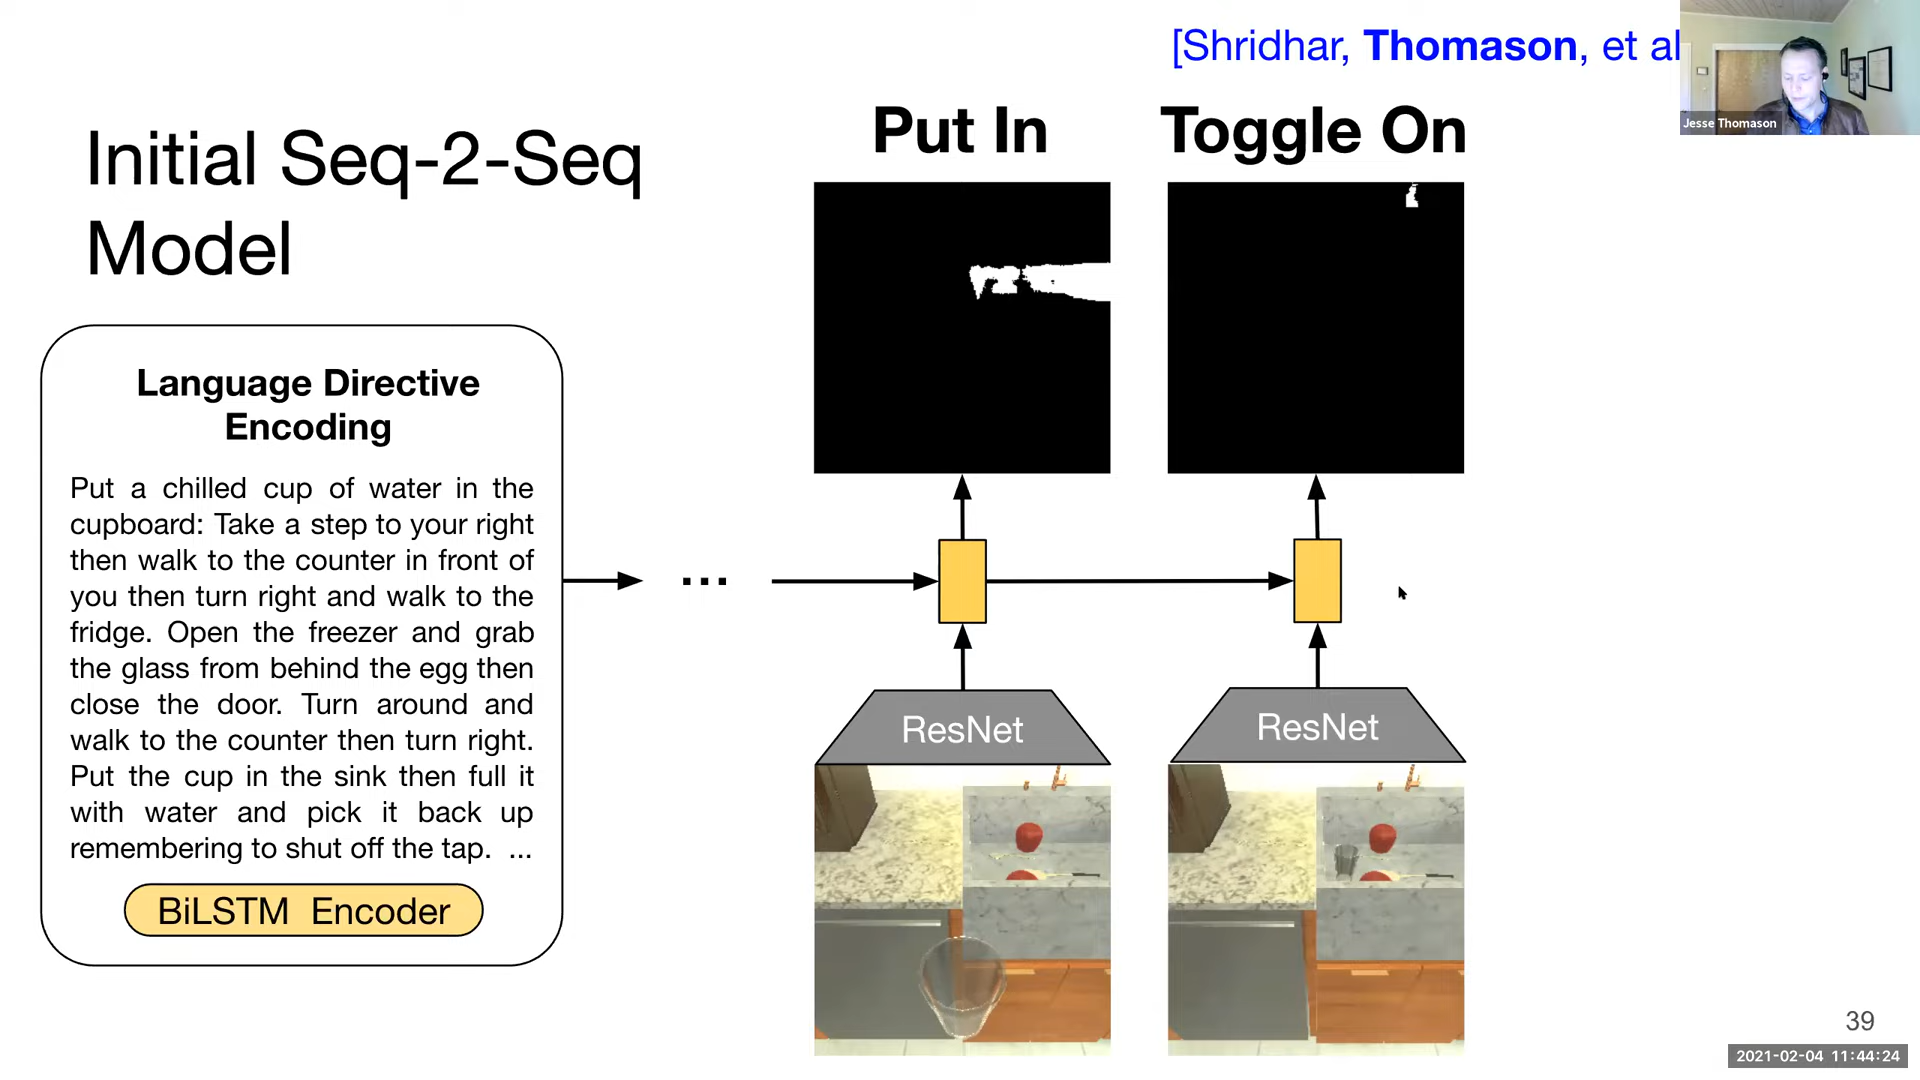 [Shridhar, Thomason, et al
Jesse Thomason
Initial Seq-2-Seq
Model
Put In
Toggle On
Language Directive
Encoding
Put a chilled cup of water in the
cupboard: Take a step to your right
then walk to the counter in front of
you then turn right and walk to the
fridge. Open the freezer and grab
the glass from behind the egg then
close the door. Turn around and
walk to the counter then turn right.
Put the cup in the sink then full it
with water and pick it back up
remembering to shut off the tap. ...
BiLSTM Encoder
...
ResNet
ResNet
39
2021-02-04 11:44:24